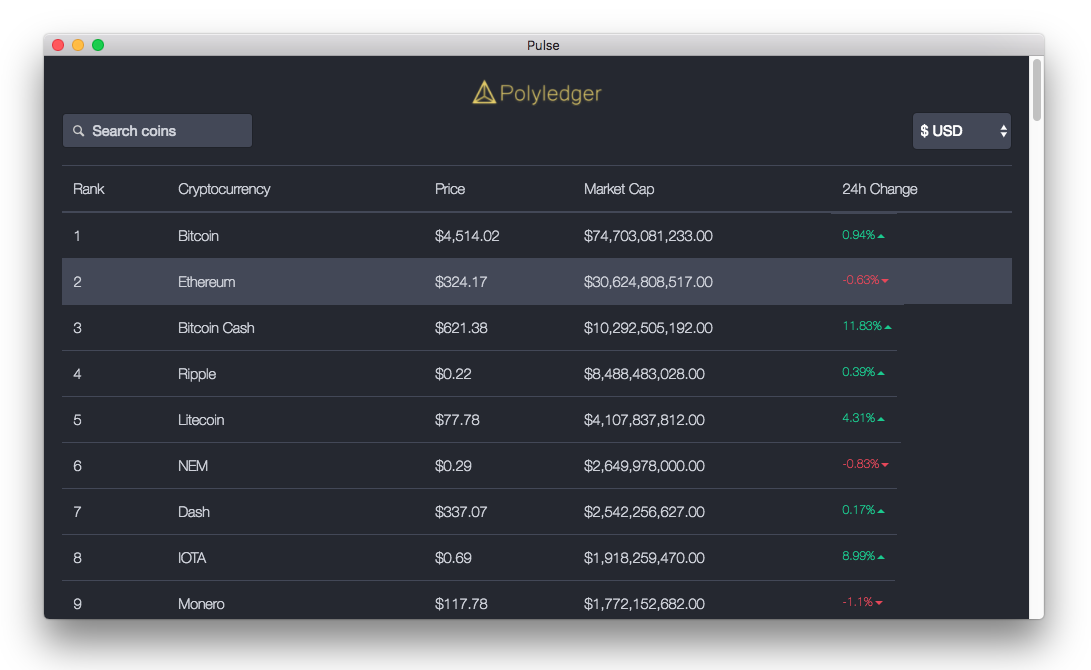 Pulse
Polyledger
Search coins
$ USD
Rank Cryptocurrency Price Market Cap 24h Change
1 Bitcoin $4,514.02 $74,703,081,233.00 0.94%
2 Ethereum $324.17 $30,624,808,517.00 -0.63%
3 Bitcoin Cash $621.38 $10,292,505,192.00 11.83%
4 Ripple $0.22 $8,488,483,028.00 0.39%
5 Litecoin $77.78 $4,107,837,812.00 4.31%
6 NEM $0.29 $2,649,978,000.00 -0.83%
7 Dash $337.07 $2,542,256,627.00 0.17%
8 IOTA $0.69 $1,918,259,470.00 8.99%
9 Monero $117.78 $1,772,152,682.00 -1.1%